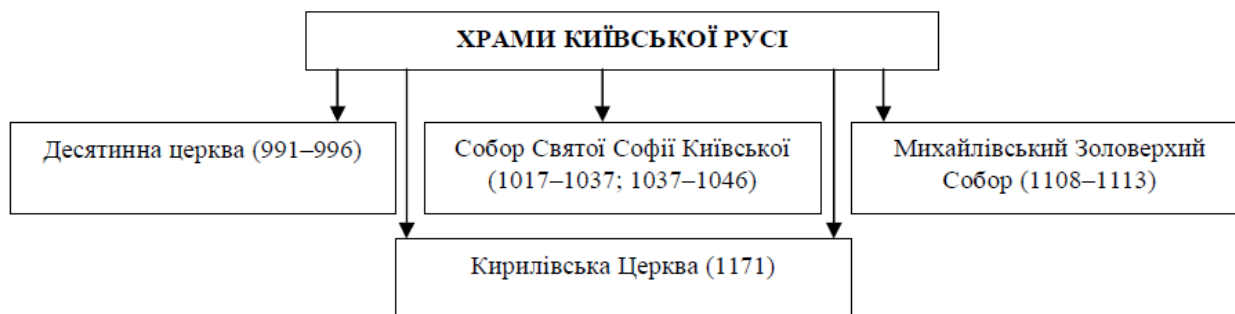 ХРАМИ КИЇВСЬКОЇ РУСІ
Десятинна церква (991–996)
Собор Святої Софії Київської
(1017–1037; 1037–1046)
Михайлівський Золоверхий
Собор (1108–1113)
Кирилівська Церква (1171)